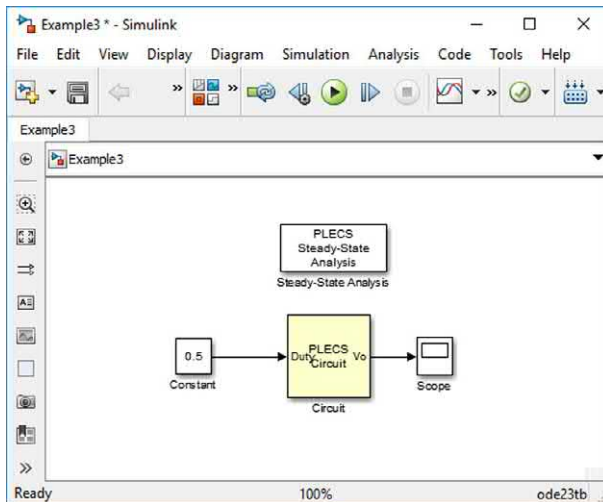 Example3 * - Simulink
File Edit View Display Diagram Simulation Analysis Code Tools Help
Example3
Example3
PLECS
Steady-State
Analysis
Steady-State Analysis
0.5
Constant
Duty
PLECS
Circuit
Vo
Circuit
Scope
Ready 100% ode23tb